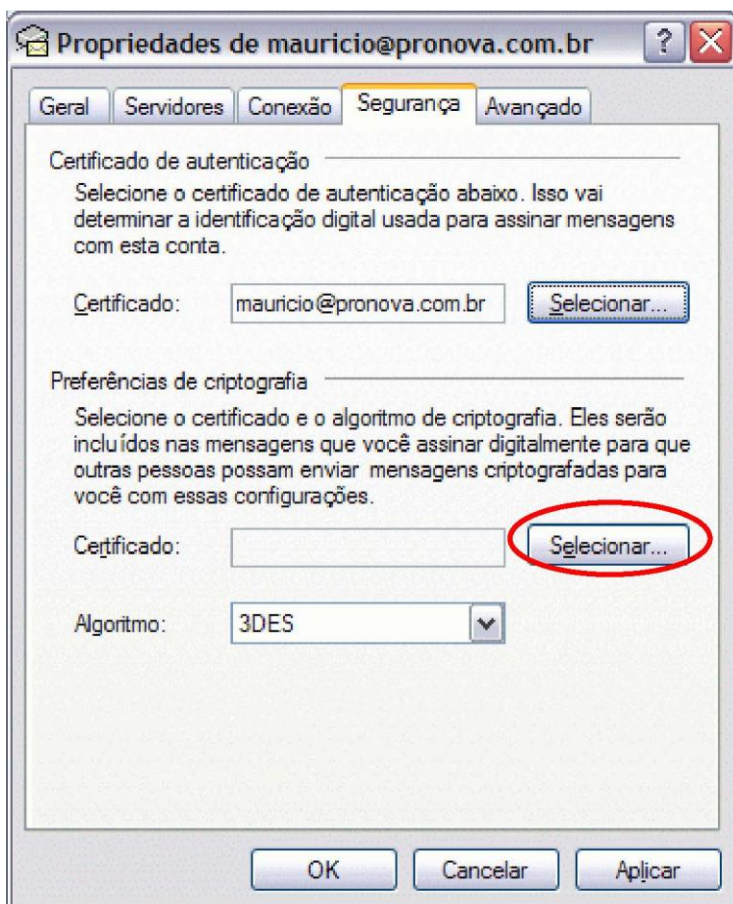 Propriedades de mauricio@pronova.com.br ? X
Geral Servidores Conexão Segurança Avançado
Certificado de autenticação
Selecione o certificado de autenticação abaixo. Isso vai
determinar a identificação digital usada para assinar mensagens
com esta conta.
Certificado: mauricio@pronova.com.br Selecionar...
Preferências de criptografia
Selecione o certificado e o algoritmo de criptografia. Eles serão
incluídos nas mensagens que você assinar digitalmente para que
outras pessoas possam enviar mensagens criptografadas para
você com essas configurações.
Certificado: Selecionar...
Algoritmo: 3DES
OK Cancelar Aplicar